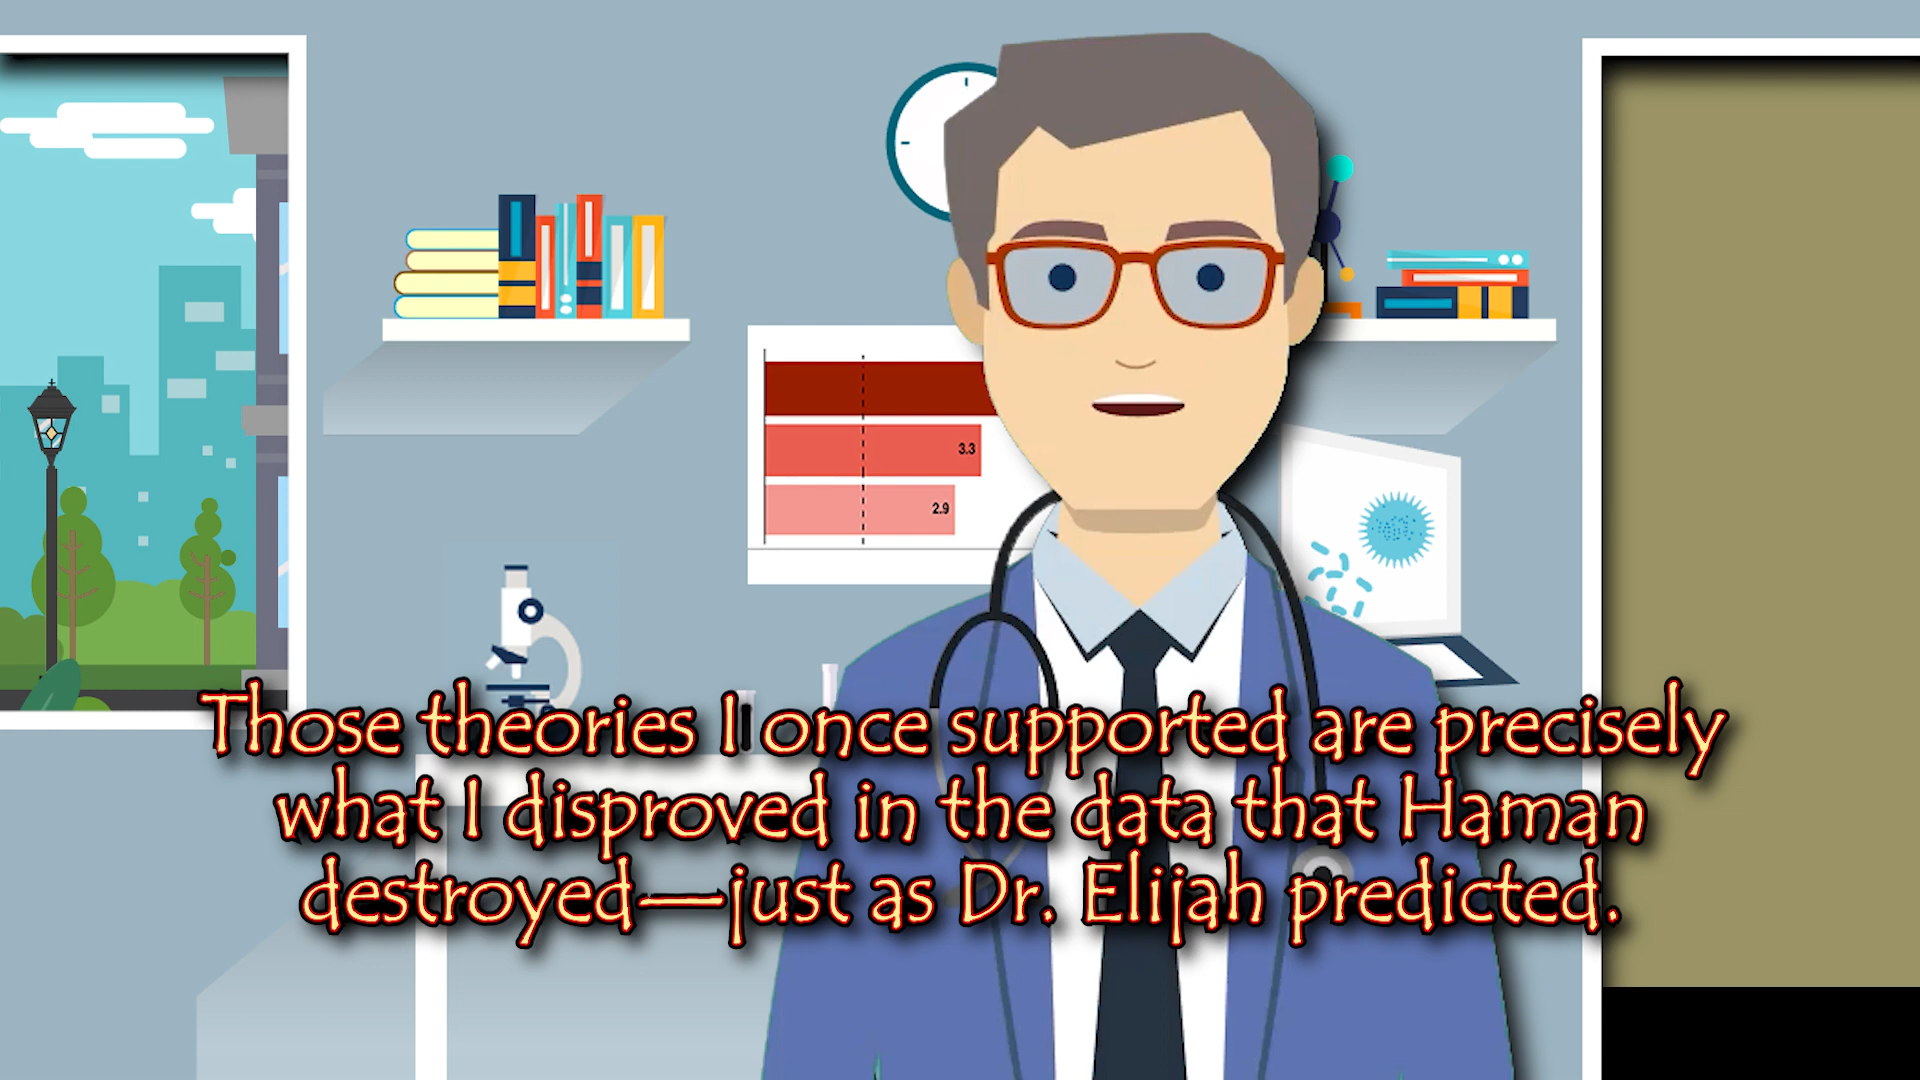 3.3
2.9
Those theories I once supported are precisely
what I disproved in the data that Haman
destroyed—just as Dr. Elijah predicted.